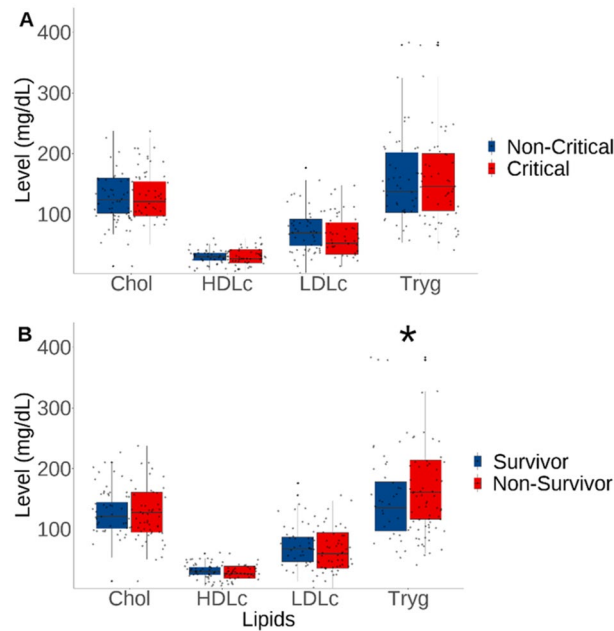 A
Level (mg/dL)
400
300
200
100
Chol HDLc LDLc Tryg
Non-Critical
Critical
B
*
Level (mg/dL)
400
300
200
100
Chol HDLc LDLc Tryg
Lipids
Survivor
Non-Survivor